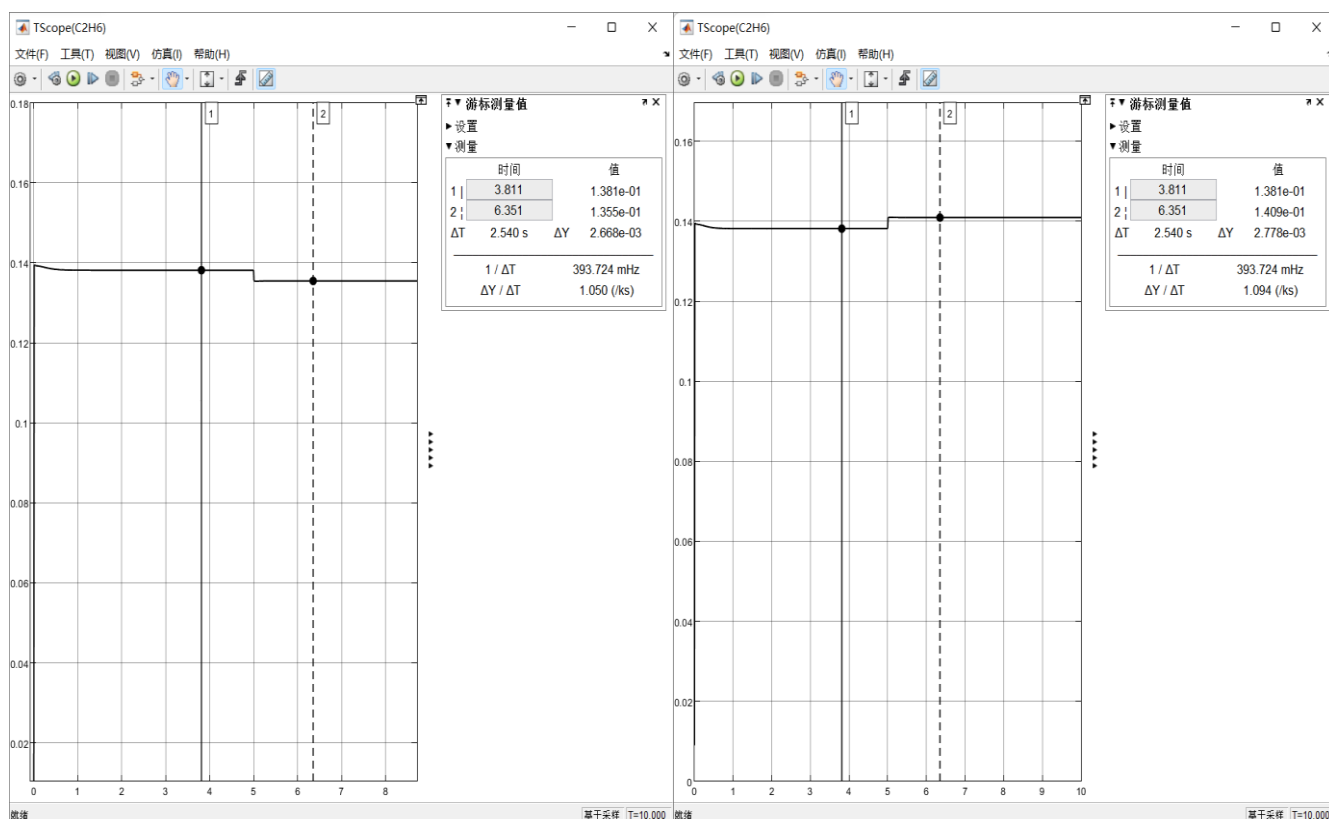 TScope(C2H6)
文件(F) 工具(T) 视图(V) 仿真(I) 帮助(H)
1
2
0.18
0.16
0.14
0.12
0.1
0.08
0.06
0.04
0.02
0 1 2 3 4 5 6 7 8
游标测量值
设置
测量
时间 值
1 | 3.811 1.381e-01
2 ¦ 6.351 1.355e-01
ΔT 2.540 s ΔY 2.668e-03
1 / ΔT 393.724 mHz
ΔY / ΔT 1.050 (/ks)
就绪
基于采样 T=10.000
TScope(C2H6)
文件(F) 工具(T) 视图(V) 仿真(I) 帮助(H)
1
2
0.16
0.14
0.12
0.1
0.08
0.06
0.04
0.02
0
0 1 2 3 4 5 6 7 8 9 10
游标测量值
设置
测量
时间 值
1 | 3.811 1.381e-01
2 ¦ 6.351 1.409e-01
ΔT 2.540 s ΔY 2.778e-03
1 / ΔT 393.724 mHz
ΔY / ΔT 1.094 (/ks)
就绪
基于采样 T=10.000